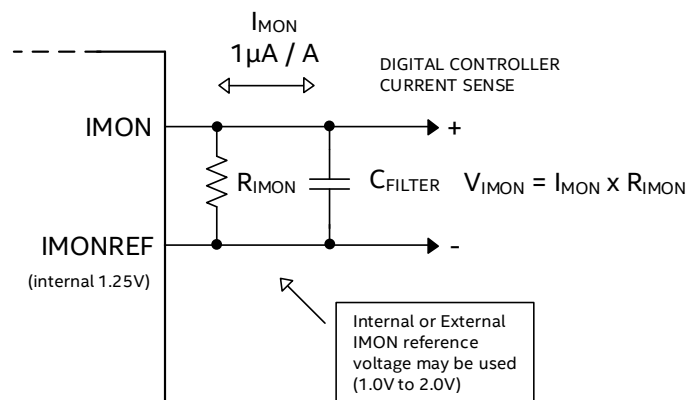 IMON
1µA / A
DIGITAL CONTROLLER
CURRENT SENSE
IMON
+
RIMON
CFILTER
VIMON = IMON x RIMON
IMONREF
-
(internal 1.25V)
Internal or External
IMON reference
voltage may be used
(1.0V to 2.0V)